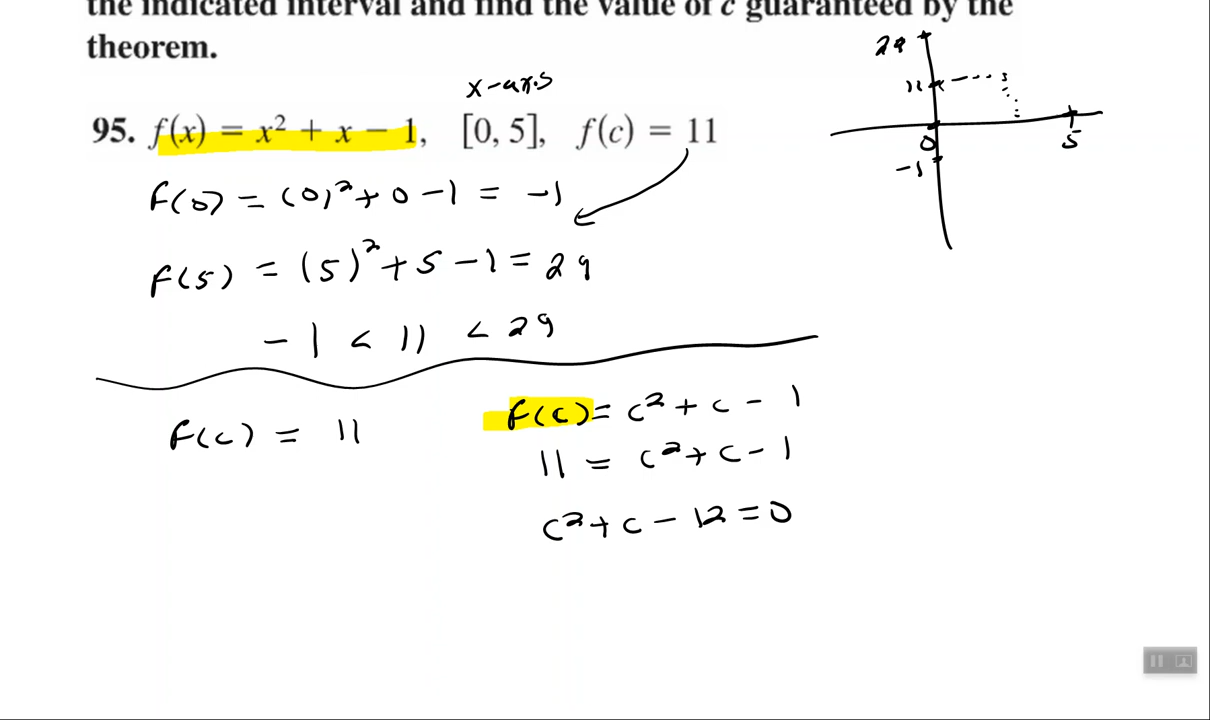 the indicated interval and find the value of c guaranteed by the
theorem.
x-axis
95. f(x) = x² + x − 1, [0, 5], f(c) = 11
f(0) = (0)² + 0 − 1 = −1
f(5) = (5)² + 5 − 1 = 29
−1 < 11 < 29
f(c) = 11
f(c) = c² + c − 1
11 = c² + c − 1
c² + c − 12 = 0
29
11
0
5
−1